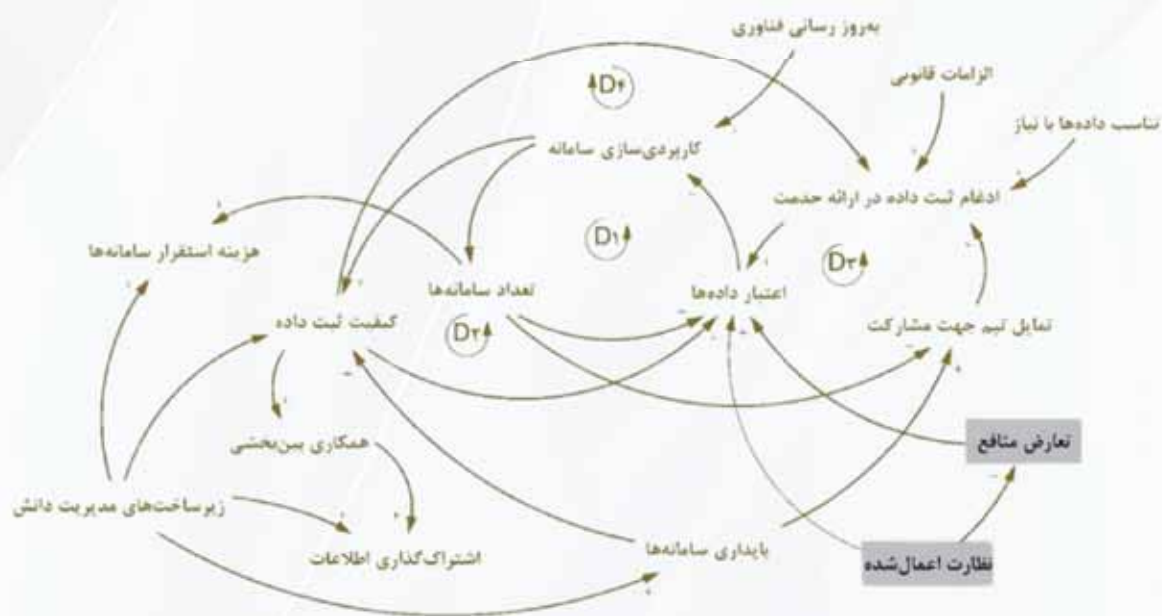 به‌روز رسانی فناوری
الزامات قانونی
تناسب داده‌ها با نیاز
D۴
کاربردی‌سازی سامانه
ادغام ثبت داده در ارائه خدمت
هزینه استقرار سامانه‌ها
D۱
D۳
تعداد سامانه‌ها
اعتبار داده‌ها
کیفیت ثبت داده
D۲
تمایل تیم جهت مشارکت
همکاری بین‌بخشی
تعارض منافع
زیرساخت‌های مدیریت دانش
اشتراک‌گذاری اطلاعات
پایداری سامانه‌ها
نظارت اعمال‌شده